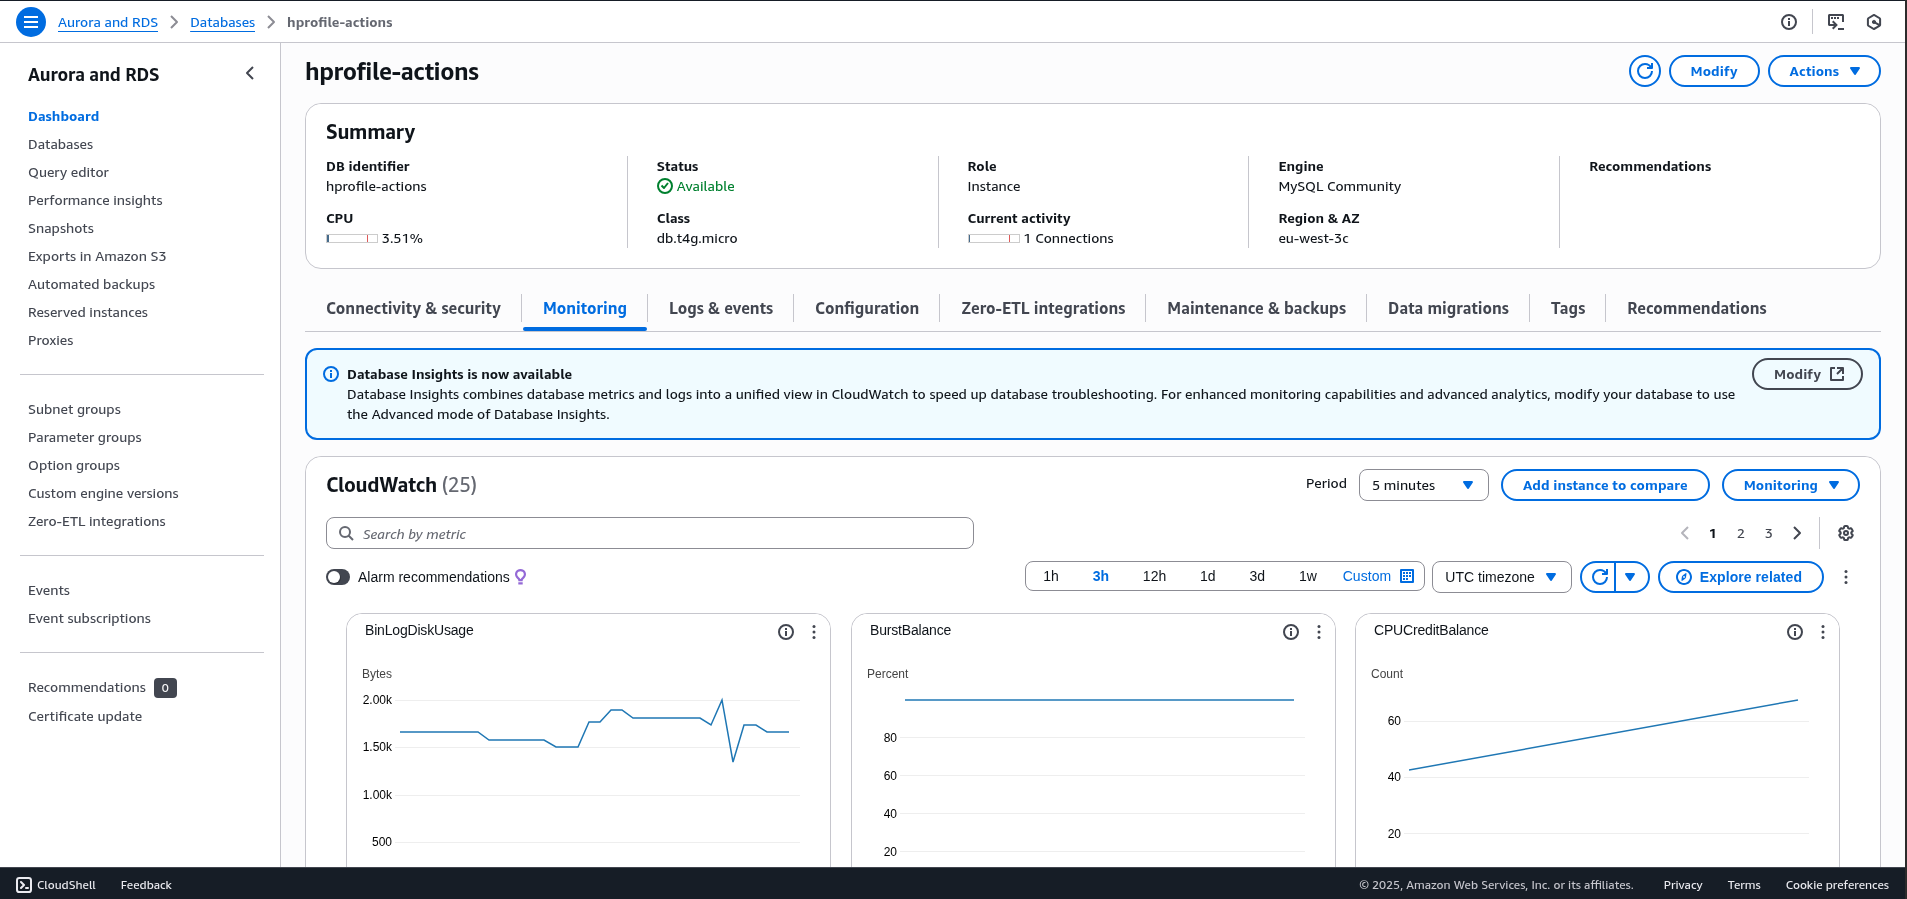 Aurora and RDS > Databases > hprofile-actions
Aurora and RDS
Dashboard
Databases
Query editor
Performance insights
Snapshots
Exports in Amazon S3
Automated backups
Reserved instances
Proxies
Subnet groups
Parameter groups
Option groups
Custom engine versions
Zero-ETL integrations
Events
Event subscriptions
Recommendations 0
Certificate update
hprofile-actions
Modify
Actions
Summary
DB identifier
hprofile-actions
CPU
3.51%
Status
Available
Class
db.t4g.micro
Role
Instance
Current activity
1 Connections
Engine
MySQL Community
Region & AZ
eu-west-3c
Recommendations
Connectivity & security Monitoring Logs & events Configuration Zero-ETL integrations Maintenance & backups Data migrations Tags Recommendations
Database Insights is now available
Database Insights combines database metrics and logs into a unified view in CloudWatch to speed up database troubleshooting. For enhanced monitoring capabilities and advanced analytics, modify your database to use
the Advanced mode of Database Insights.
Modify
CloudWatch (25)
Period
5 minutes
Add instance to compare
Monitoring
Search by metric
1 2 3
Alarm recommendations
1h 3h 12h 1d 3d 1w Custom
UTC timezone
Explore related
BinLogDiskUsage
Bytes
2.00k
1.50k
1.00k
500
BurstBalance
Percent
80
60
40
20
CPUCreditBalance
Count
60
40
20
CloudShell Feedback
© 2025, Amazon Web Services, Inc. or its affiliates. Privacy Terms Cookie preferences